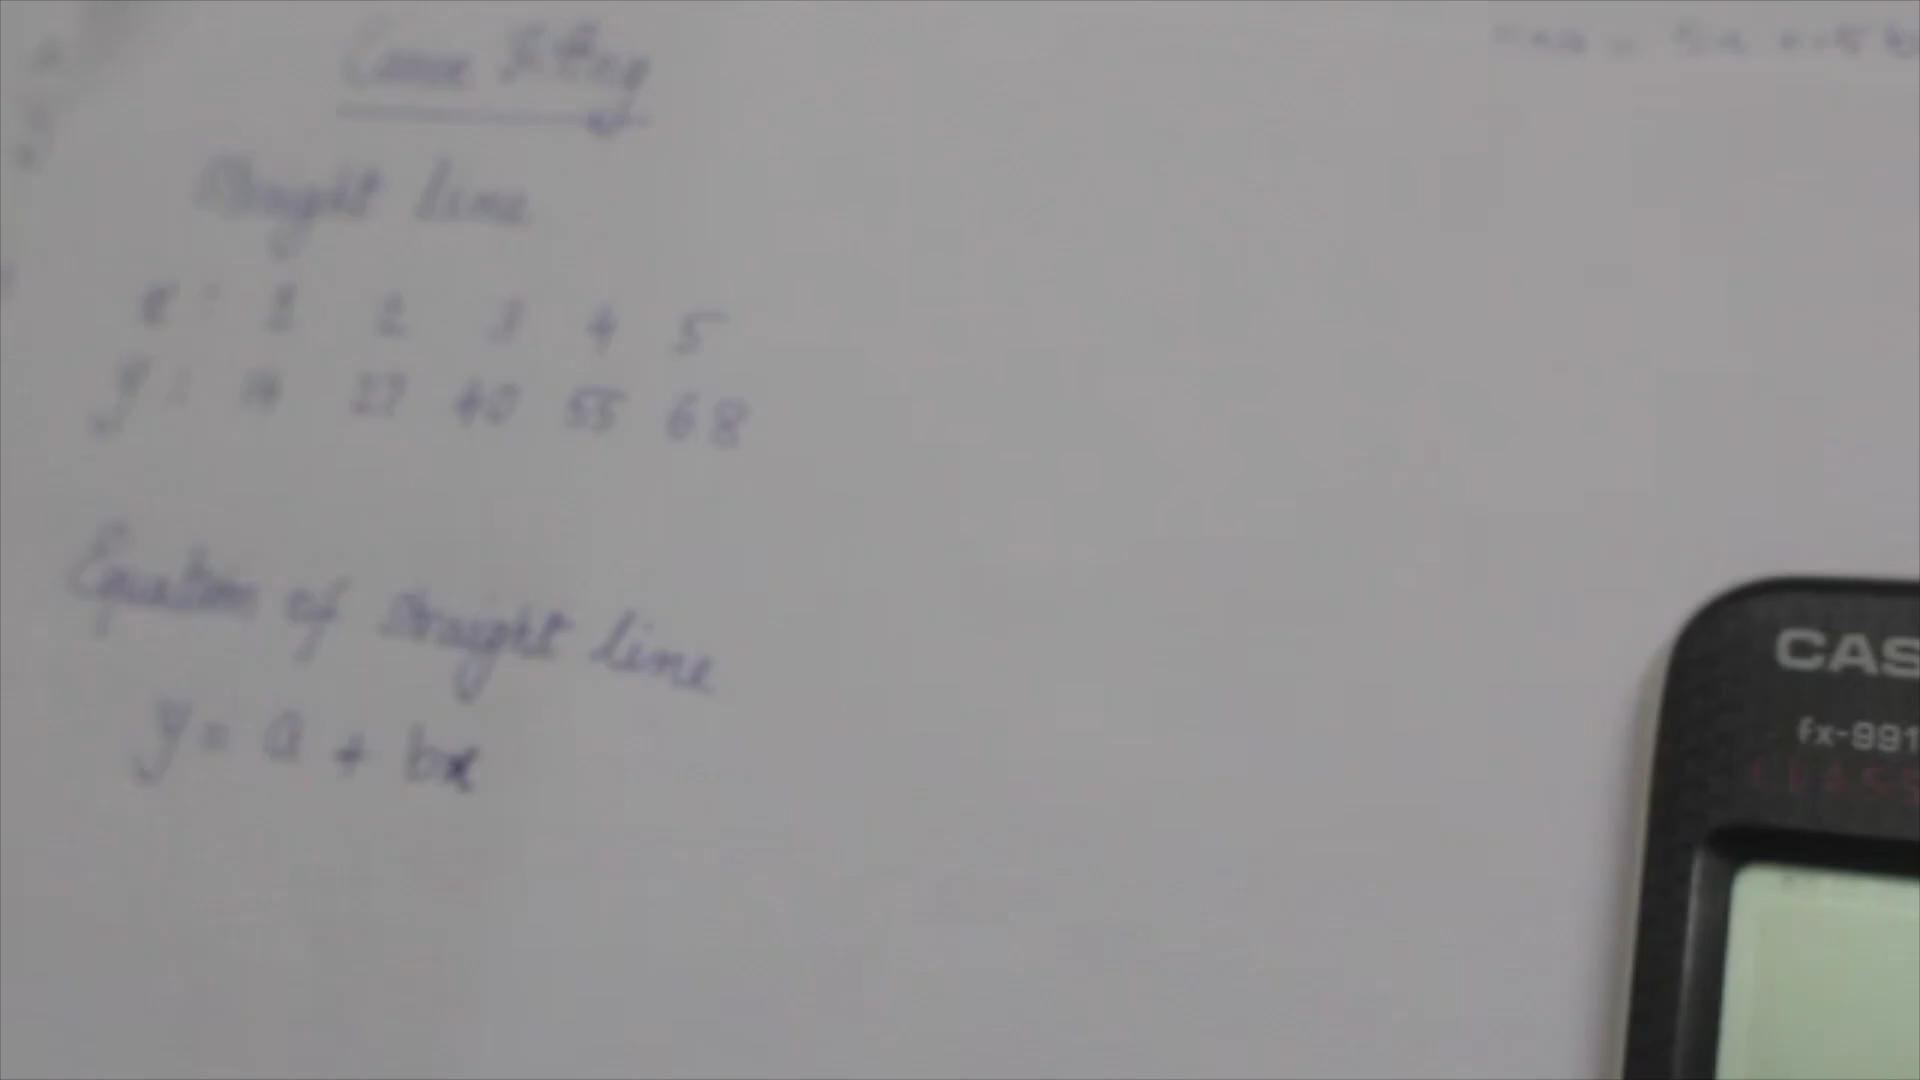 Curve fitting
Straight line
x : 1 2 3 4 5
y : 14 27 40 55 68
Equation of straight line
y = a + bx
CAS
fx-991
CLASS